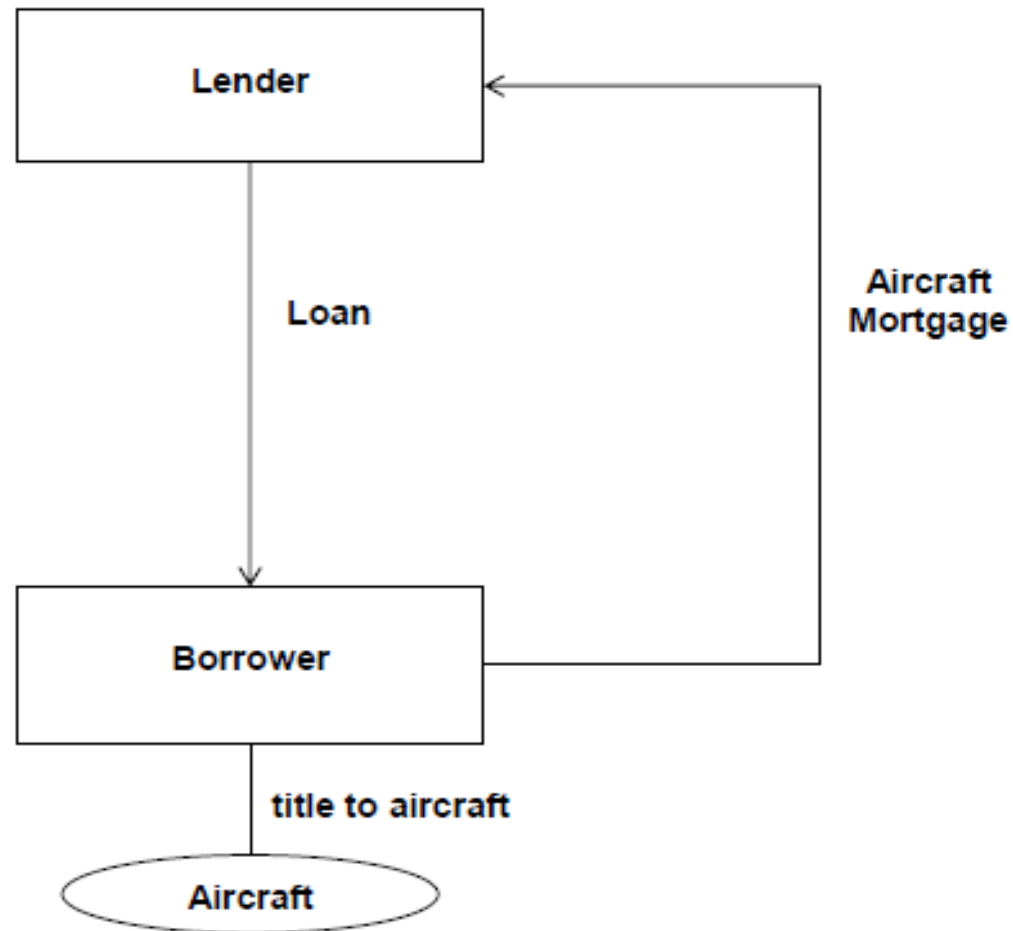 Lender
Loan
Aircraft
Mortgage
Borrower
title to aircraft
Aircraft